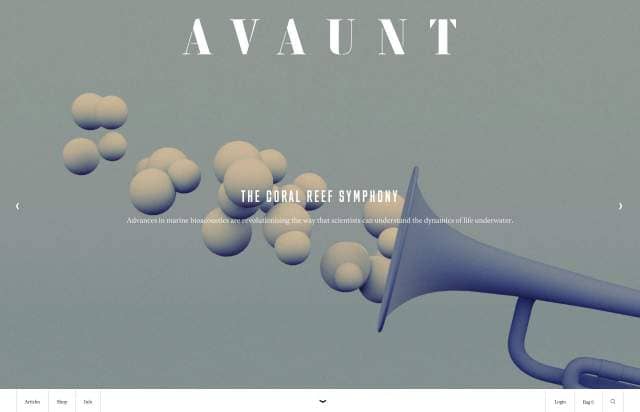 AVAUNT
THE CORAL REEF SYMPHONY
Advances in marine bioacoustics are revolutionising the way that scientists can understand the dynamics of life underwater.
Articles
Shop
Info
Login
Bag 0